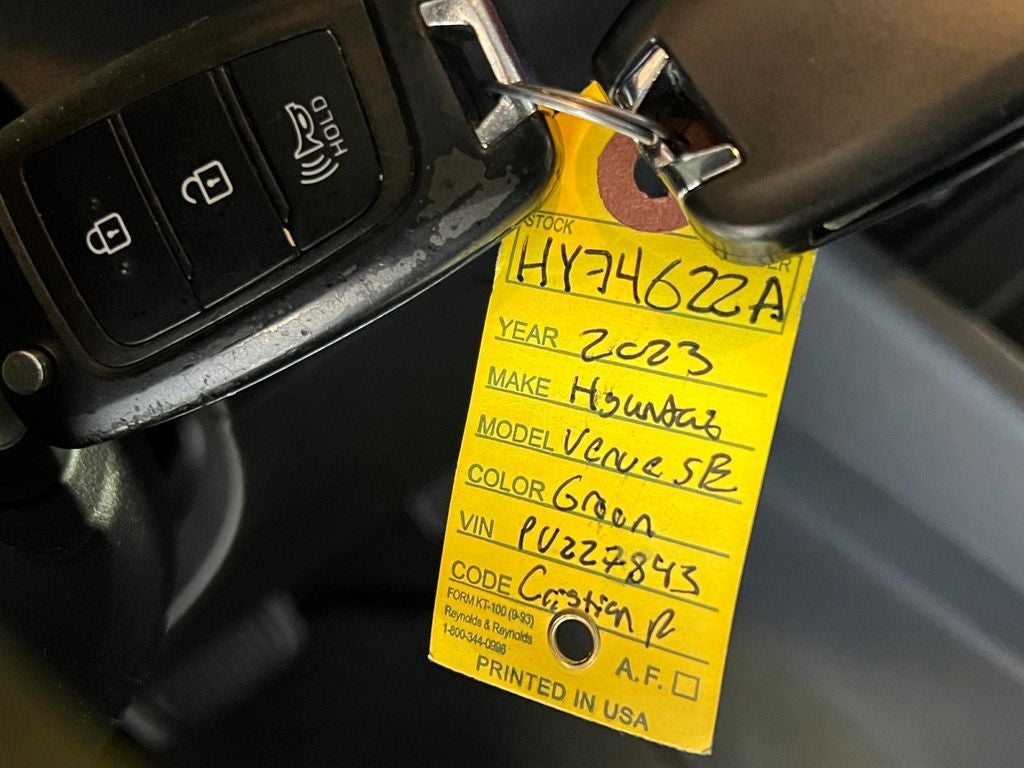 HOLD
STOCK
HY74622A
YEAR 2023
MAKE Hyundai
MODEL Venue SE
COLOR Green
VIN PU227843
CODE Cristian R
FORM KT-100 (9-93)
Reynolds & Reynolds
1-800-344-0996
A.F.
PRINTED IN USA